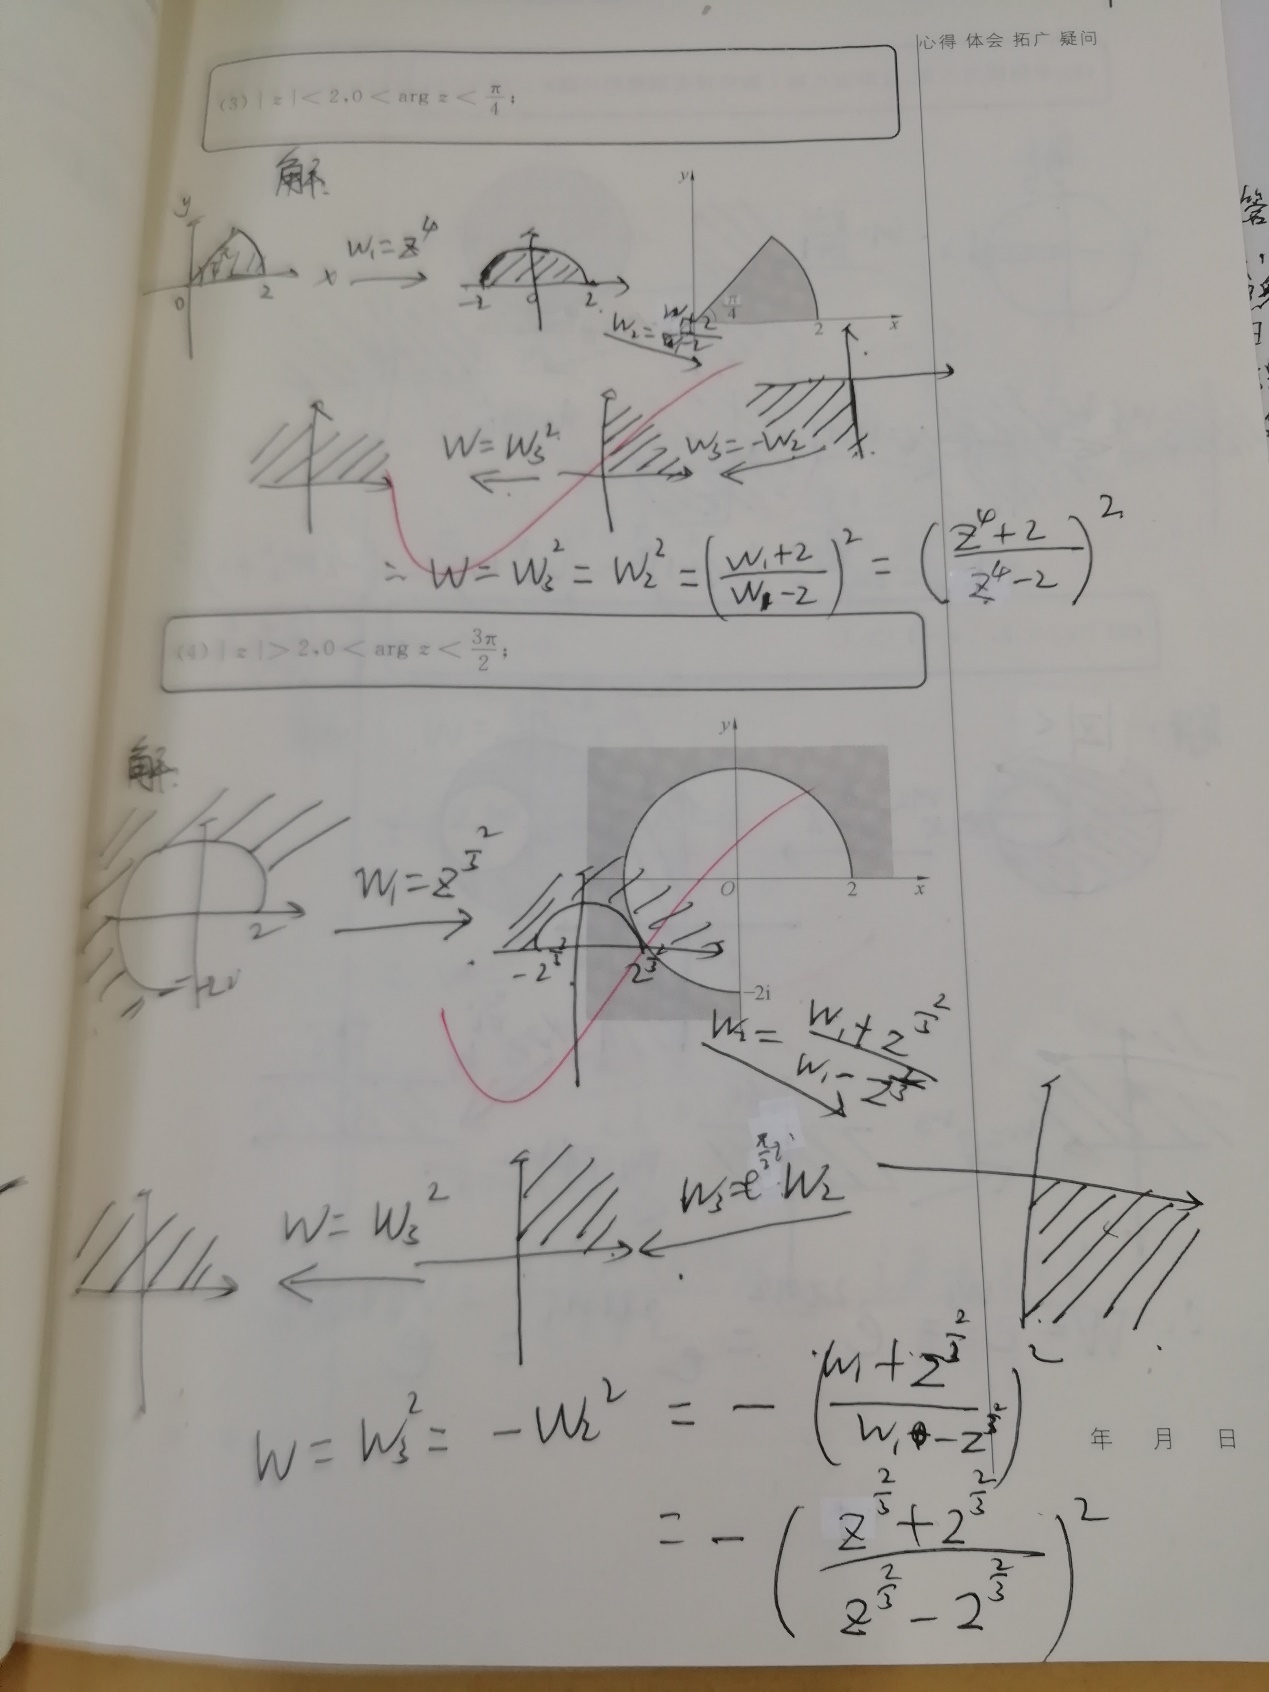 心得 体会 拓广 疑问
(3) | z | < 2, 0 < arg z < π/4;
解:
y
0 2 x
W₁=z⁴
-2 0 2
y
π/4
2 x
W=W₃²
W₃=-W₂
∴ W = W₃² = W₂² = ((W₁+2)/(W₁-2))² = ((z⁴+2)/(z⁴-2))²
(4) | z | > 2, 0 < arg z < 3π/2;
解:
y
O 2 x
-2i
2
-2i
W₁=z^(2/3)
-2^(2/3) 2^(2/3)
W₂ = (W₁+2^(2/3))/(W₁-2^(2/3))
W₃=e^(π/2 i)·W₂
W=W₃²
W = W₃² = -W₂² = -((W₁+2^(2/3))/(W₁-2^(2/3)))²
年 月 日
= -((z^(2/3)+2^(2/3))/(z^(2/3)-2^(2/3)))²